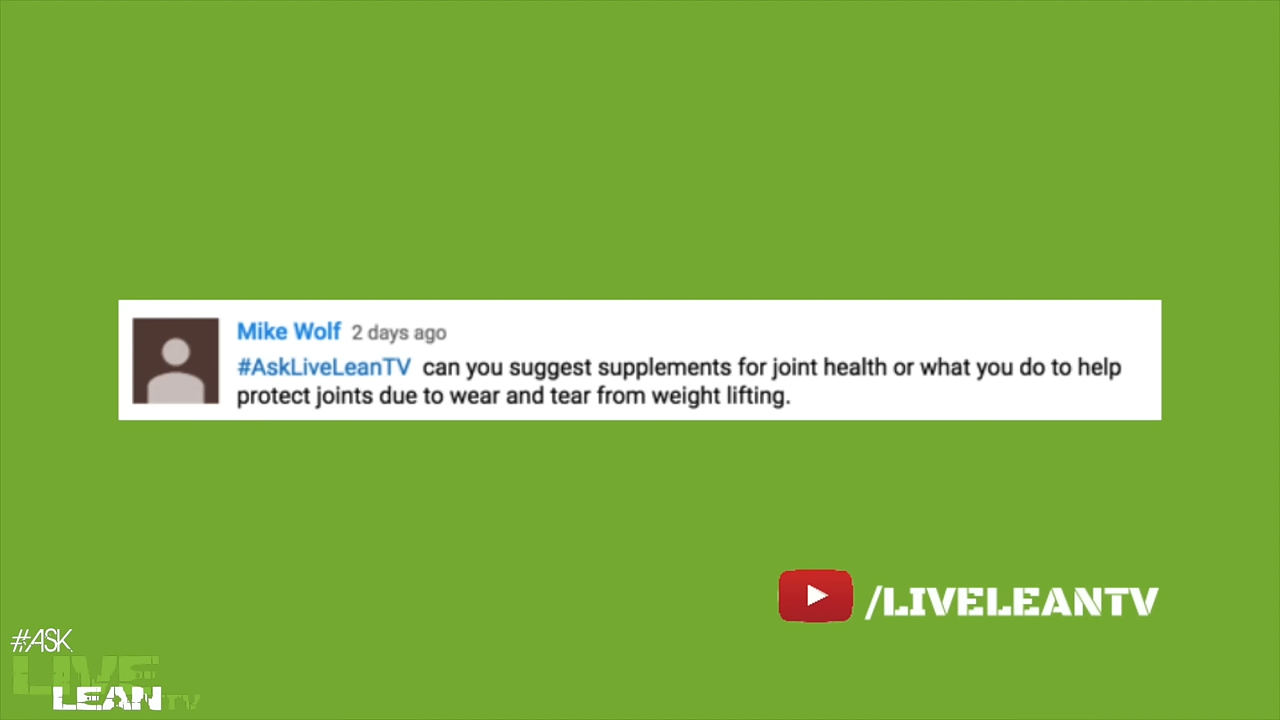 Mike Wolf 2 days ago
#AskLiveLeanTV can you suggest supplements for joint health or what you do to help
protect joints due to wear and tear from weight lifting.
/LIVELEANTV
#ASK
LIVE
LEAN TV